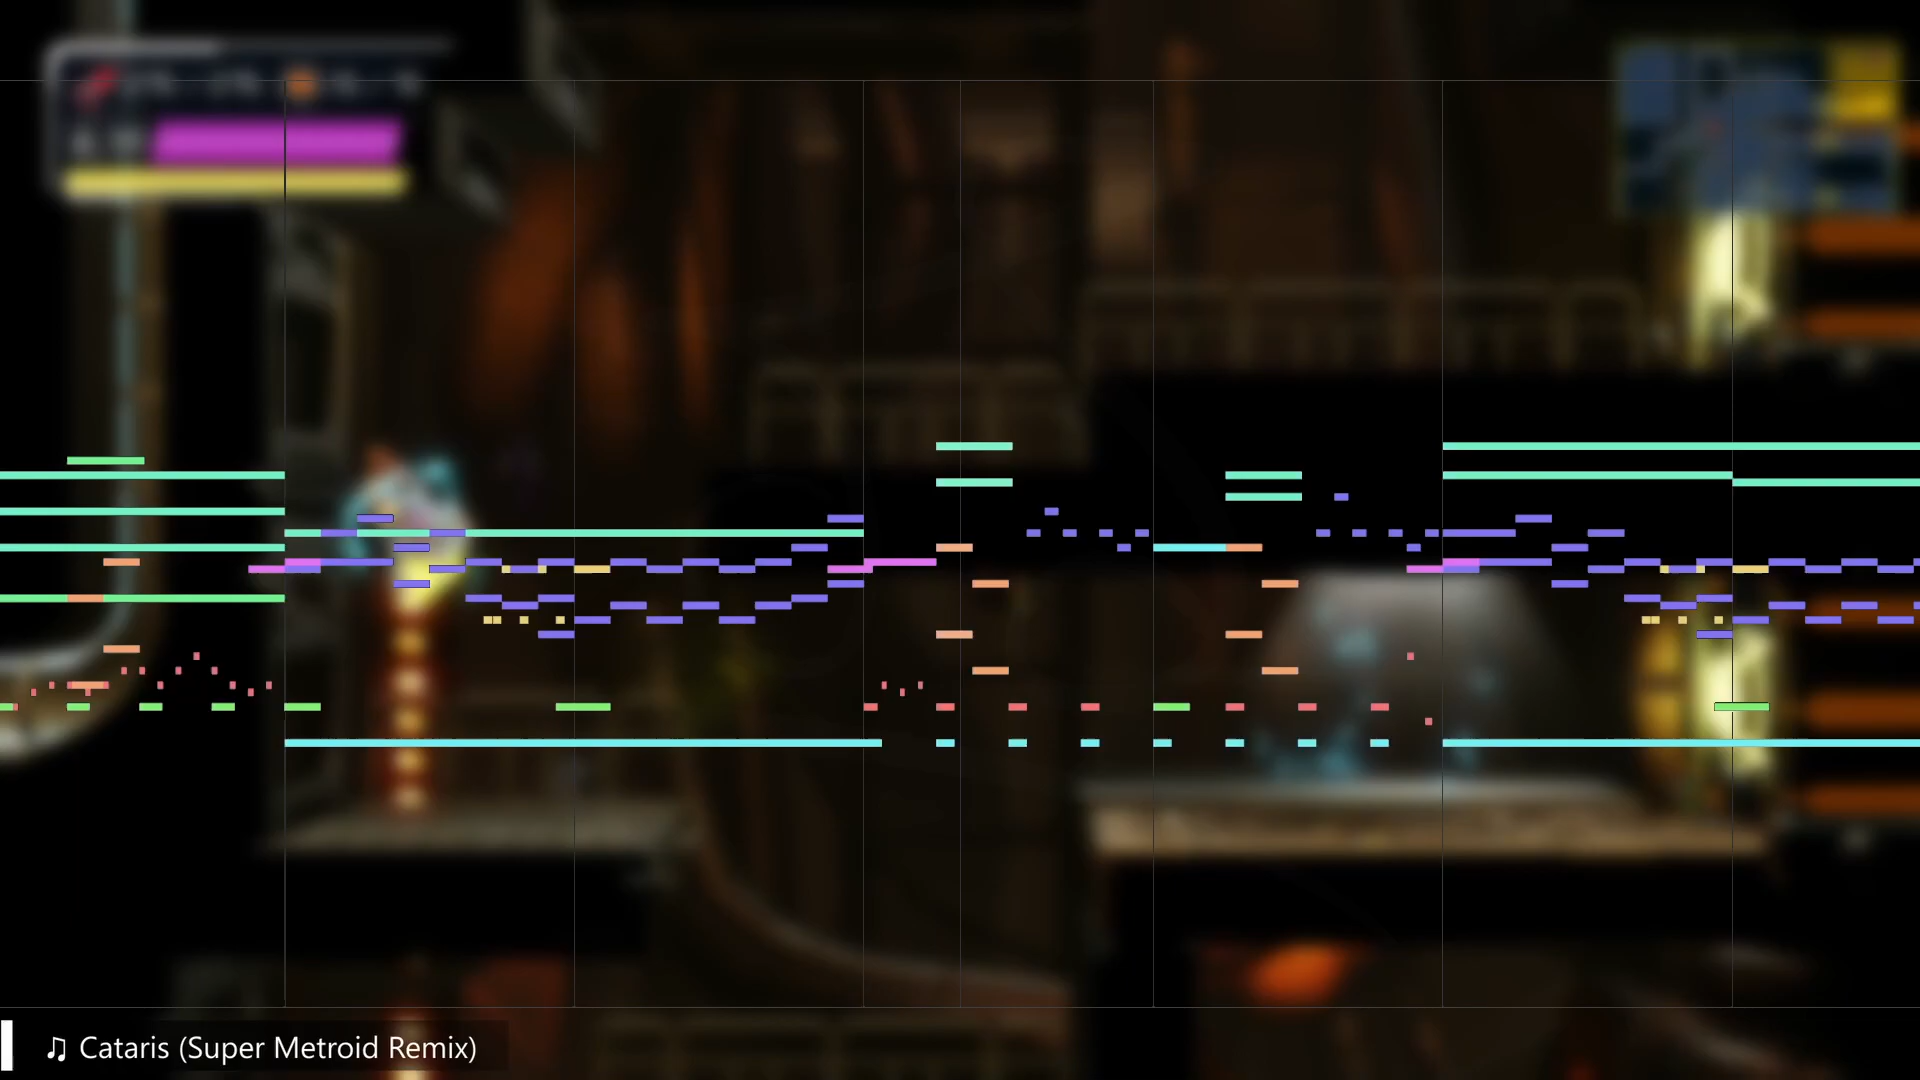 ♫ Cataris (Super Metroid Remix)